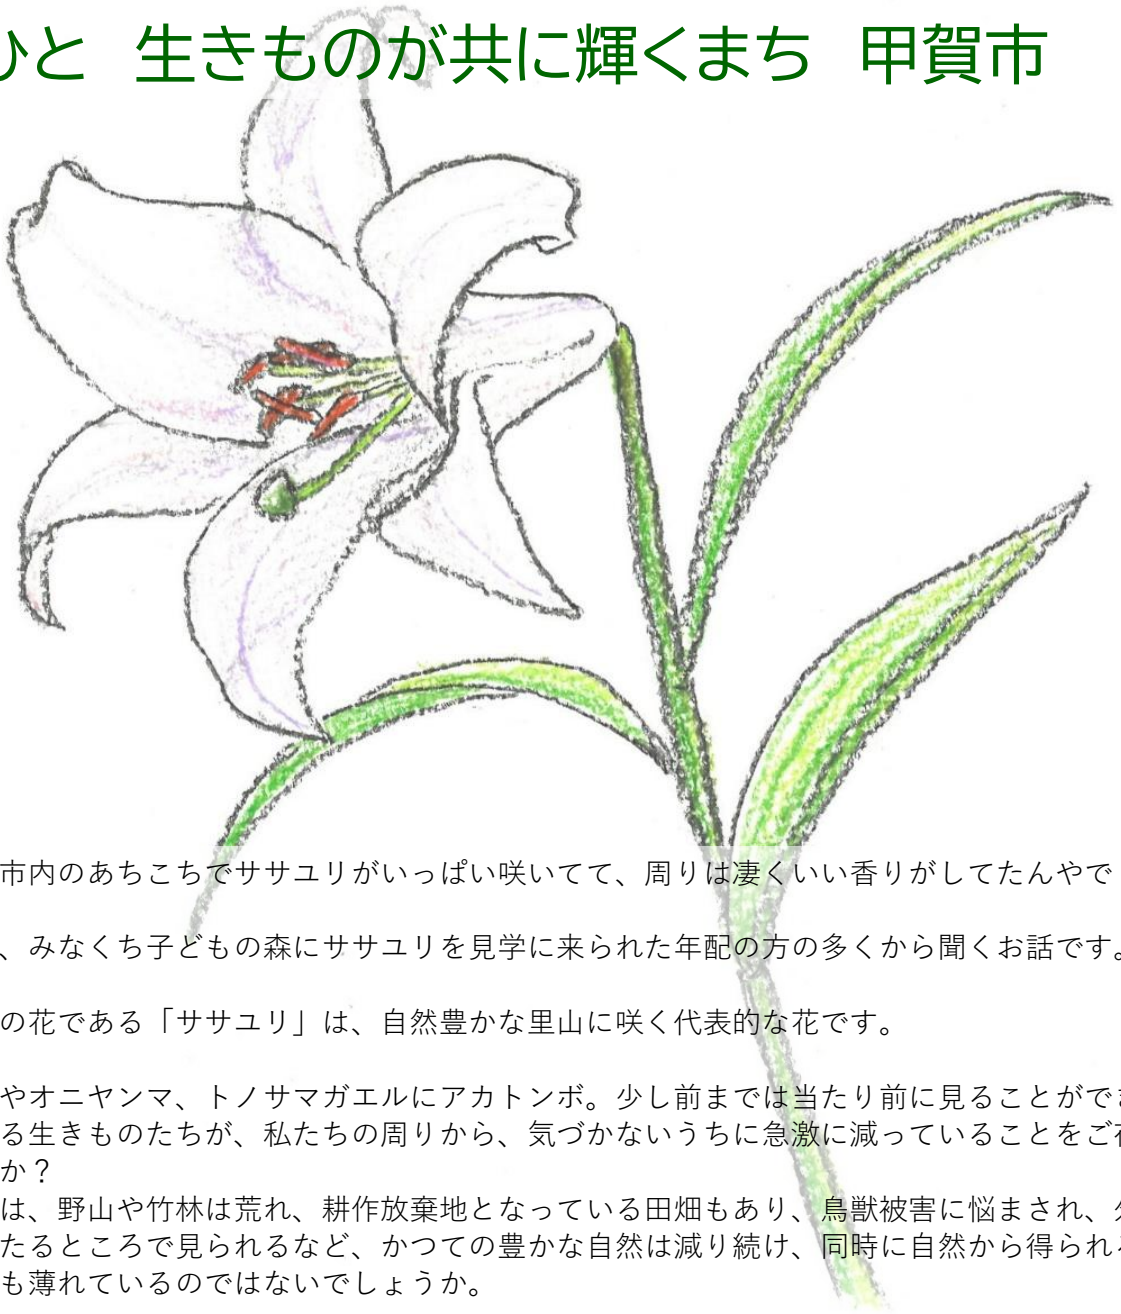 ひと 生きものが共に輝くまち 甲賀市
市内のあちこちでササユリがいっぱい咲いてて、周りは凄くいい香りがしてたんやで
、みなくち子どもの森にササユリを見学に来られた年配の方の多くから聞くお話です。
の花である「ササユリ」は、自然豊かな里山に咲く代表的な花です。
やオニヤンマ、トノサマガエルにアカトンボ。少し前までは当たり前に見ることができ
る生きものたちが、私たちの周りから、気づかないうちに急激に減っていることをご
か？
は、野山や竹林は荒れ、耕作放棄地となっている田畑もあり、鳥獣被害に悩まされ、
たるところで見られるなど、かつての豊かな自然は減り続け、同時に自然から得られ
も薄れているのではないでしょうか。